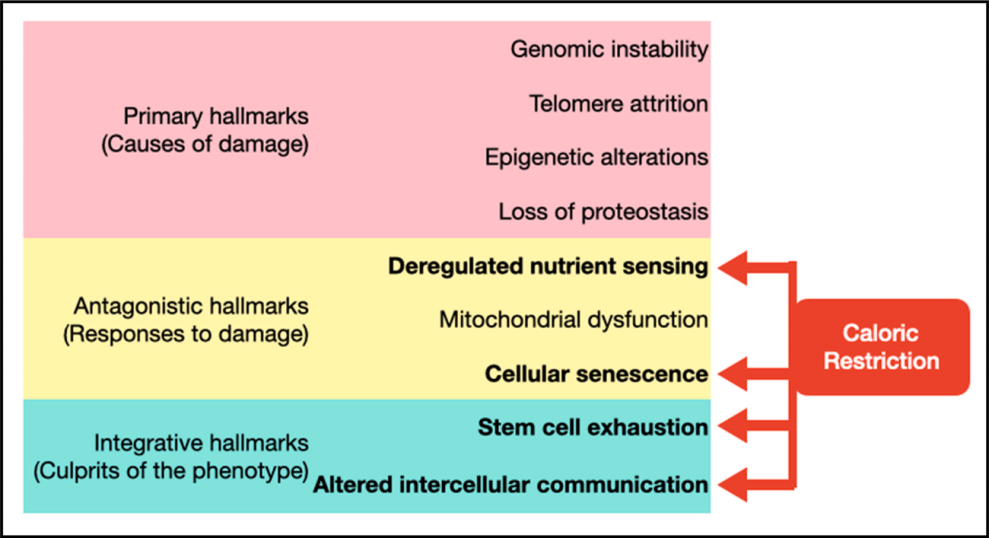 Primary hallmarks
(Causes of damage)
Genomic instability
Telomere attrition
Epigenetic alterations
Loss of proteostasis
Antagonistic hallmarks
(Responses to damage)
Deregulated nutrient sensing
Mitochondrial dysfunction
Cellular senescence
Integrative hallmarks
(Culprits of the phenotype)
Stem cell exhaustion
Altered intercellular communication
Caloric
Restriction